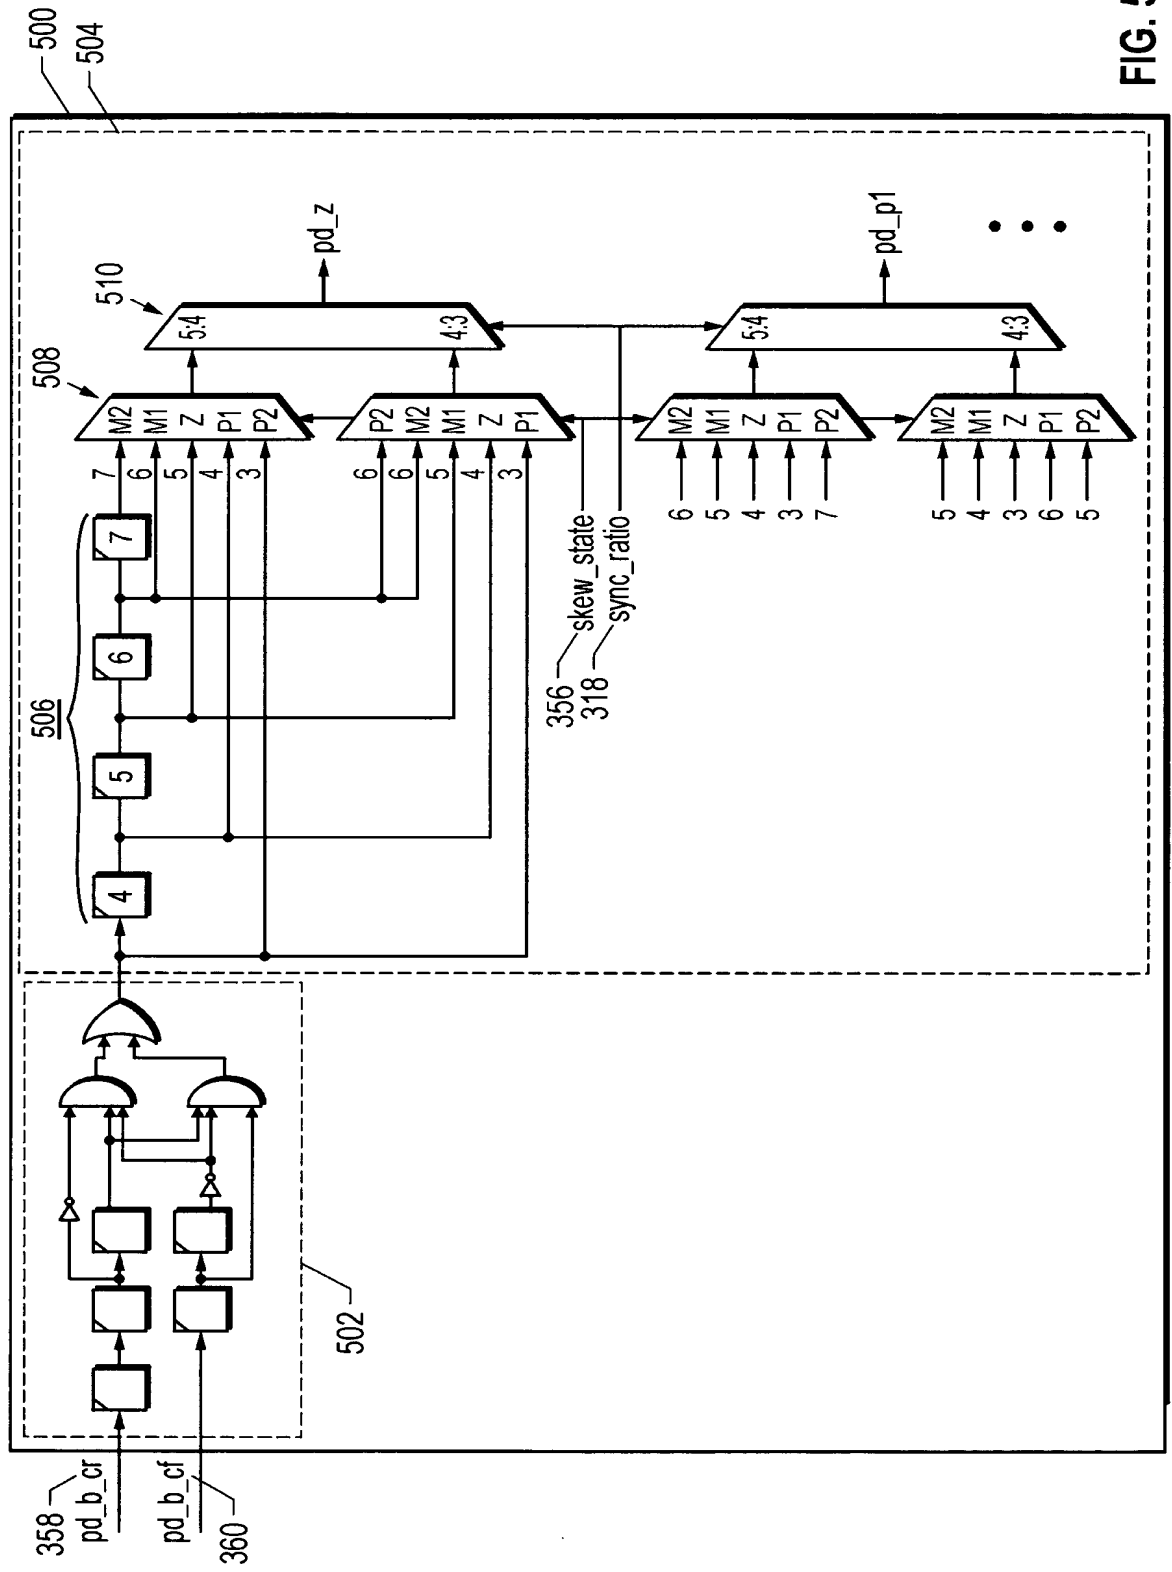 500
504
506
508
510
4
5
6
7
7
6
5
4
3
M2
M1
Z
P1
P2
5:4
4:3
pd_z
6
6
5
4
3
P2
M2
M1
Z
P1
358
pd_b_cr
pd_b_cf
360
502
356
skew_state
318
sync_ratio
6
5
4
3
7
M2
M1
Z
P1
P2
5:4
4:3
pd_p1
5
4
3
6
5
M2
M1
Z
P1
P2
FIG. 5